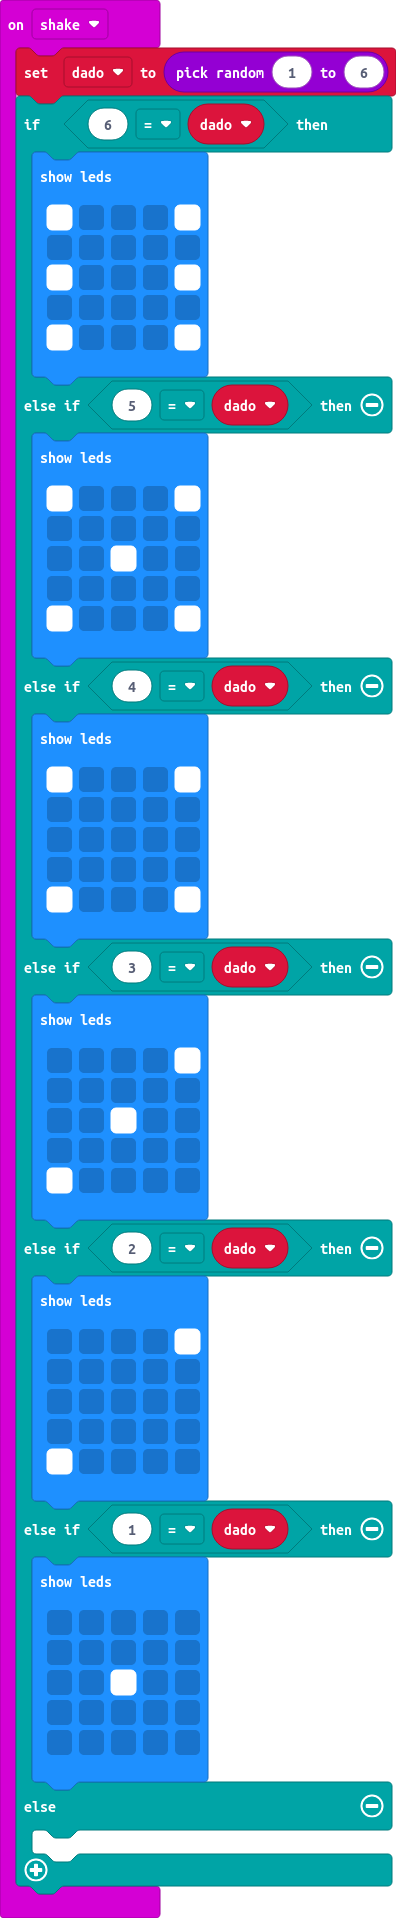 on shake
set dado to pick random 1 to 6
if 6 = dado then
show leds
else if 5 = dado then
show leds
else if 4 = dado then
show leds
else if 3 = dado then
show leds
else if 2 = dado then
show leds
else if 1 = dado then
show leds
else